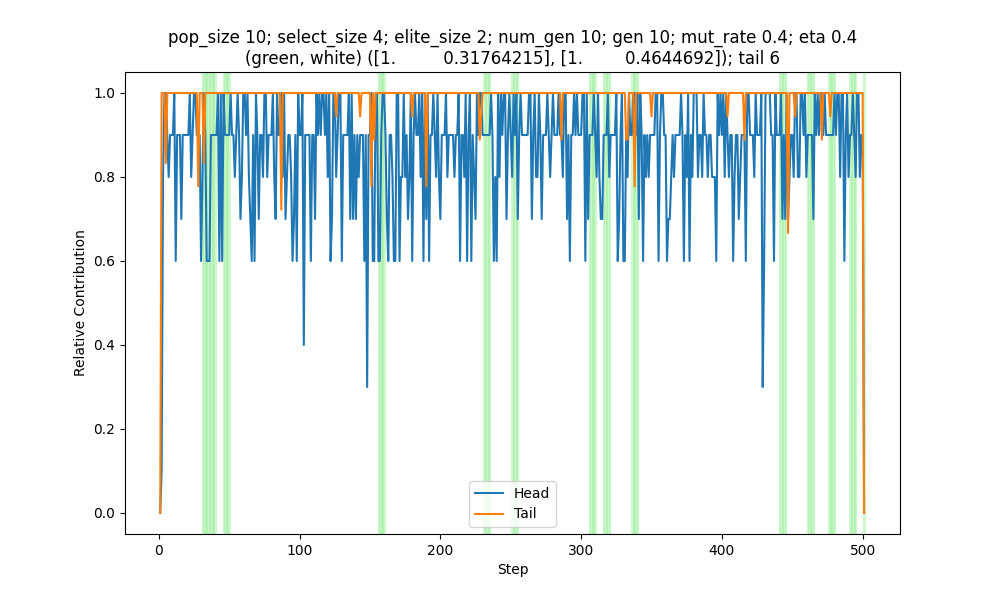 pop_size 10; select_size 4; elite_size 2; num_gen 10; gen 10; mut_rate 0.4; eta 0.4
(green, white) ([1.         0.31764215], [1.        0.4644692]); tail 6
1.0
0.8
0.6
0.4
0.2
0.0
Relative Contribution
Head
Tail
0 100 200 300 400 500
Step